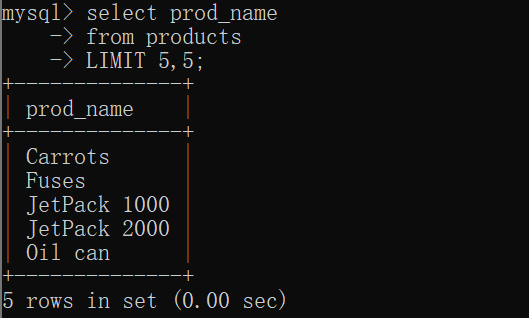 mysql> select prod_name
    -> from products
    -> LIMIT 5,5;
+--------------+
| prod_name    |
+--------------+
| Carrots      |
| Fuses        |
| JetPack 1000 |
| JetPack 2000 |
| Oil can      |
+--------------+
5 rows in set (0.00 sec)